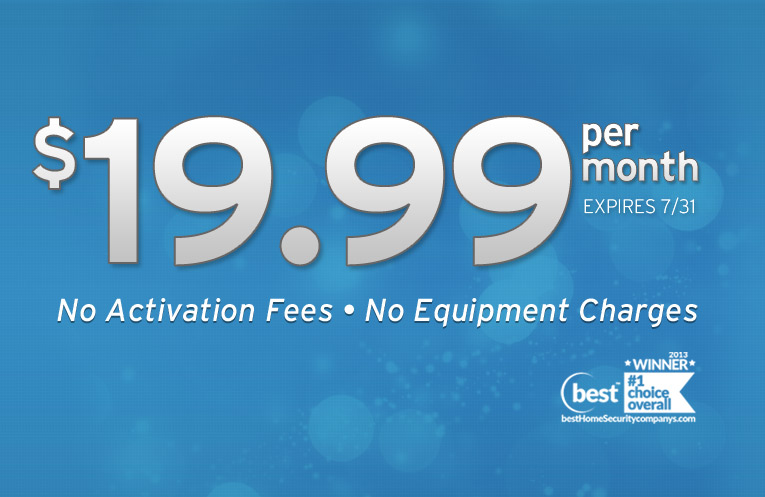 $19.99 per month
EXPIRES 7/31
No Activation Fees • No Equipment Charges
2013
★WINNER★
best™ #1 choice overall
bestHomeSecuritycompanys.com